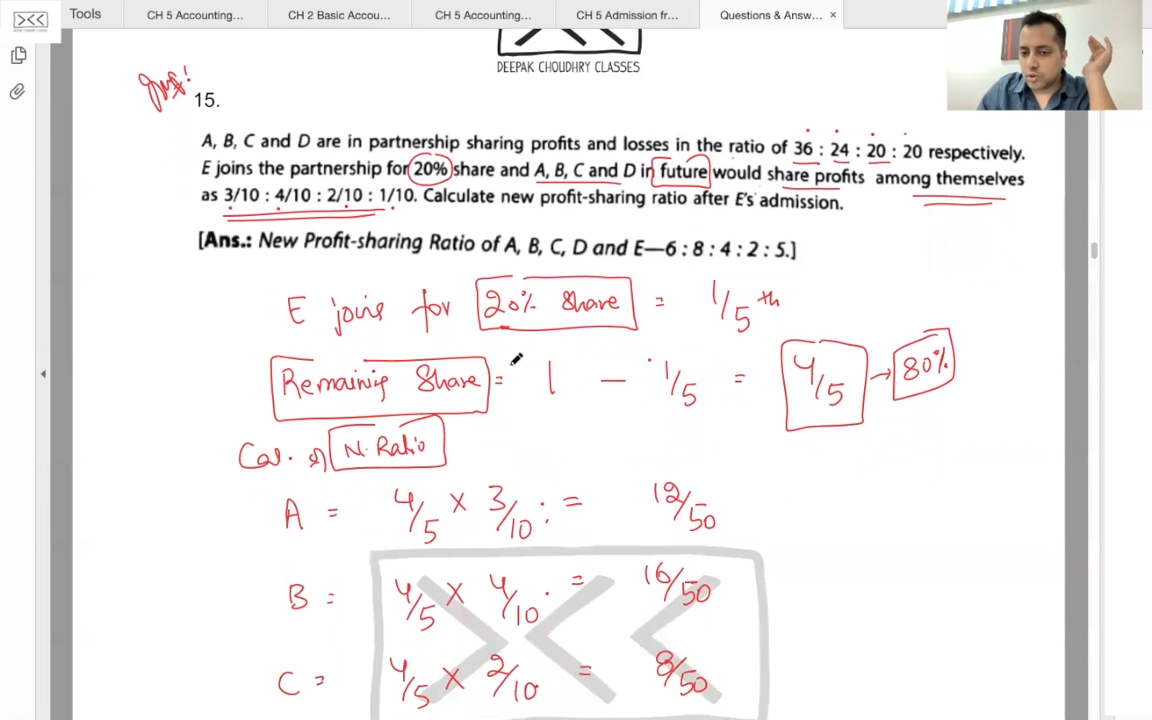 Tools
CH 5 Accounting...
CH 2 Basic Accou...
CH 5 Accounting...
CH 5 Admission fr...
Questions & Answ... ×
DEEPAK CHOUDHRY CLASSES
DEEPAK CHOUDHRY CLASSES
15.
A, B, C and D are in partnership sharing profits and losses in the ratio of 36 : 24 : 20 : 20 respectively.
E joins the partnership for 20% share and A, B, C and D in future would share profits among themselves
as 3/10 : 4/10 : 2/10 : 1/10. Calculate new profit-sharing ratio after E's admission.
[Ans.: New Profit-sharing Ratio of A, B, C, D and E—6 : 8 : 4 : 2 : 5.]
E joins for 20% Share = 1/5 th
Remaining Share = 1 - 1/5 = 4/5 → 80%
Cal. of N. Ratio
A = 4/5 × 3/10 = 12/50
B = 4/5 × 4/10 = 16/50
C = 4/5 × 2/10 = 8/50